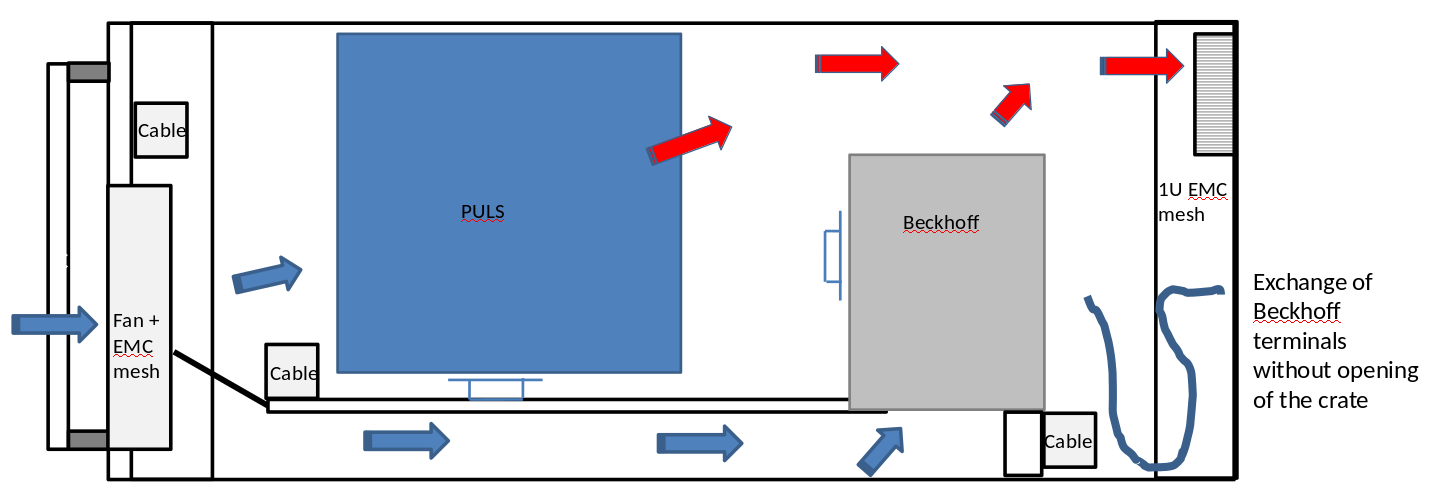 Cable
PULS
Beckhoff
1U EMC
mesh
Fan +
EMC
mesh
Cable
Cable
Exchange of
Beckhoff
terminals
without opening
of the crate